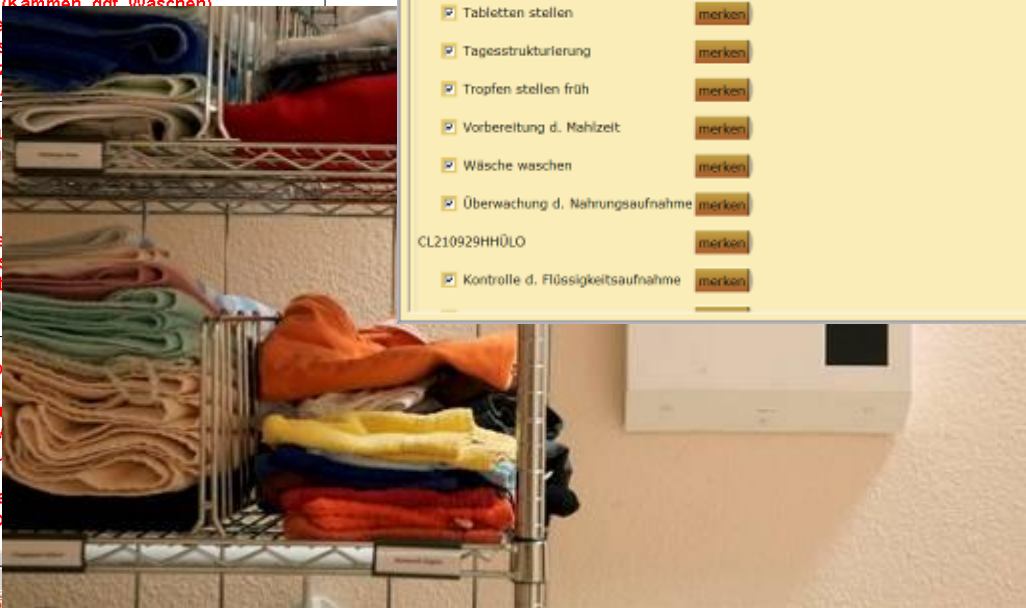 (Kämmen, ggf. Waschen)
Tabletten stellen merken
Tagesstrukturierung merken
Tropfen stellen früh merken
Vorbereitung d. Mahlzeit merken
Wäsche waschen merken
Überwachung d. Nahrungsaufnahme merken
CL210929HHÜLO merken
Kontrolle d. Flüssigkeitsaufnahme merken